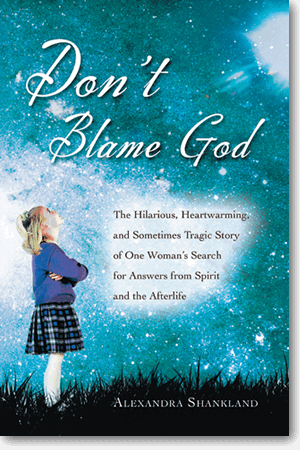 Don't
Blame God
The Hilarious, Heartwarming,
and Sometimes Tragic Story
of One Woman's Search
for Answers from Spirit
and the Afterlife
Alexandra Shankland